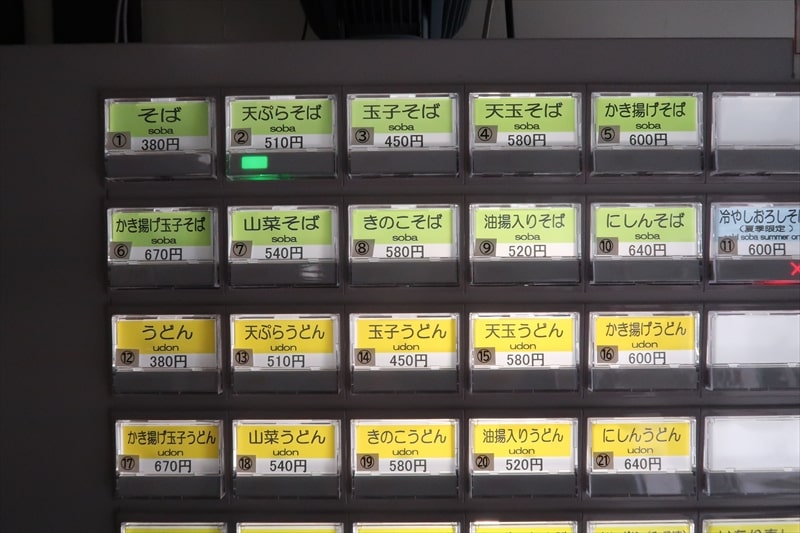 そば
soba
① 380円
天ぷらそば
soba
② 510円
玉子そば
soba
③ 450円
天玉そば
soba
④ 580円
かき揚げそば
soba
⑤ 600円
かき揚げ玉子そば
soba
⑥ 670円
山菜そば
soba
⑦ 540円
きのこそば
soba
⑧ 580円
油揚入りそば
soba
⑨ 520円
にしんそば
soba
⑩ 640円
冷やしおろしそ
(夏季限定)
soba summer on
⑪ 600円
うどん
udon
⑫ 380円
天ぷらうどん
udon
⑬ 510円
玉子うどん
udon
⑭ 450円
天玉うどん
udon
⑮ 580円
かき揚げうどん
udon
⑯ 600円
かき揚げ玉子うどん
udon
⑰ 670円
山菜うどん
udon
⑱ 540円
きのこうどん
udon
⑲ 580円
油揚入りうどん
udon
⑳ 520円
にしんうどん
udon
㉑ 640円